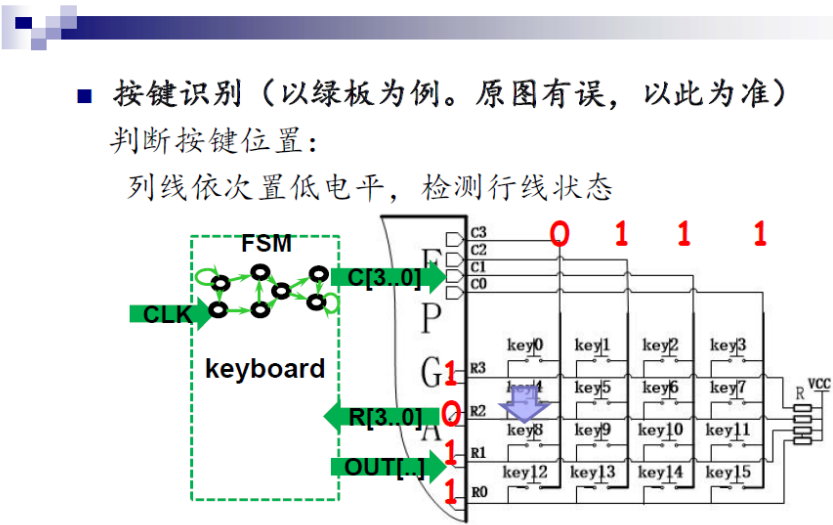 按键识别（以绿板为例。原图有误，以此为准）
判断按键位置：
列线依次置低电平，检测行线状态
FSM
CLK
keyboard
C[3..0]
R[3..0]
OUT[..]
F
P
G
A
C3
C2
C1
C0
0 1 1 1
key0 key1 key2 key3
1 R3
key4 key5 key6 key7
R VCC
0 R2
key8 key9 key10 key11
1 R1
key12 key13 key14 key15
1 R0